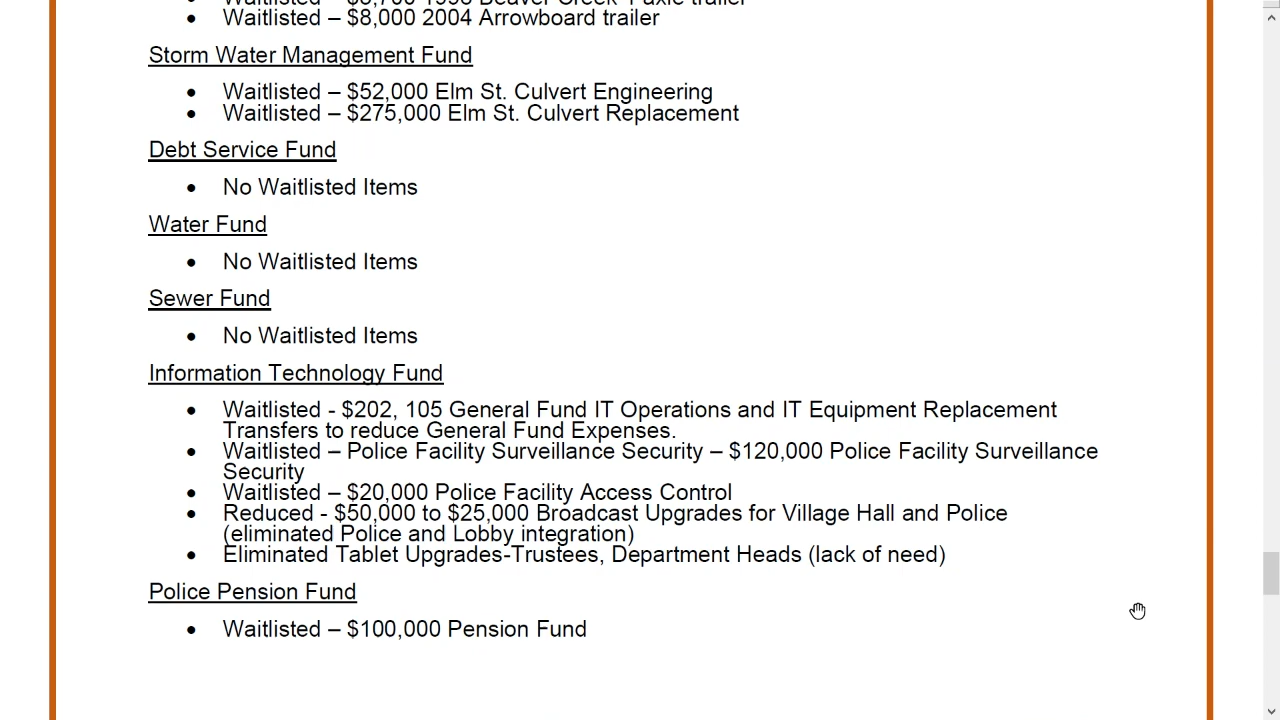 Waitlisted – $8,000 2004 Arrowboard trailer
Storm Water Management Fund
• Waitlisted – $52,000 Elm St. Culvert Engineering
• Waitlisted – $275,000 Elm St. Culvert Replacement
Debt Service Fund
• No Waitlisted Items
Water Fund
• No Waitlisted Items
Sewer Fund
• No Waitlisted Items
Information Technology Fund
• Waitlisted - $202, 105 General Fund IT Operations and IT Equipment Replacement
Transfers to reduce General Fund Expenses.
• Waitlisted – Police Facility Surveillance Security – $120,000 Police Facility Surveillance
Security
• Waitlisted – $20,000 Police Facility Access Control
• Reduced - $50,000 to $25,000 Broadcast Upgrades for Village Hall and Police
(eliminated Police and Lobby integration)
• Eliminated Tablet Upgrades-Trustees, Department Heads (lack of need)
Police Pension Fund
• Waitlisted – $100,000 Pension Fund